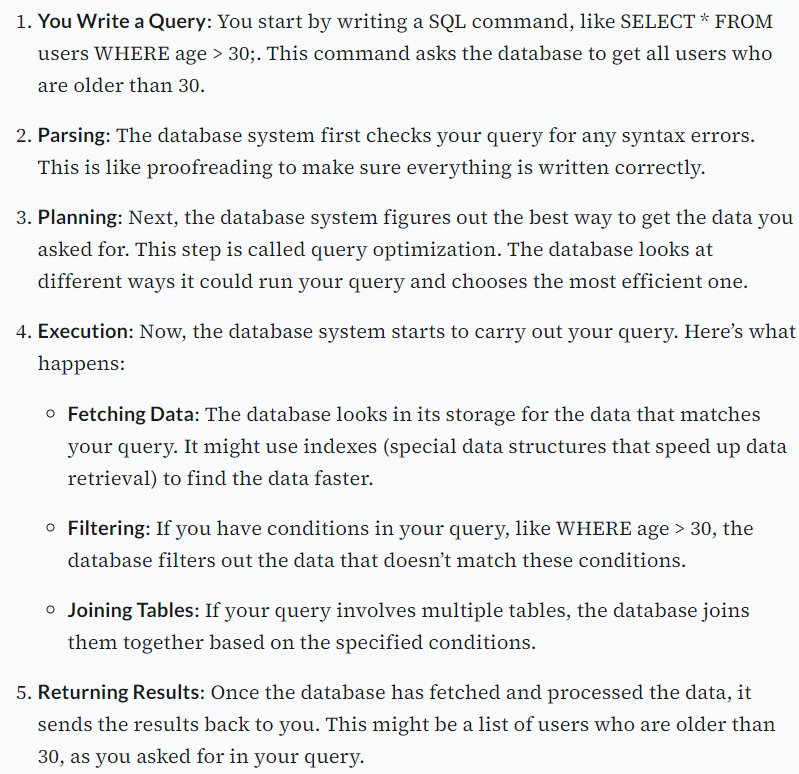 1. You Write a Query: You start by writing a SQL command, like SELECT * FROM
users WHERE age > 30;. This command asks the database to get all users who
are older than 30.
2. Parsing: The database system first checks your query for any syntax errors.
This is like proofreading to make sure everything is written correctly.
3. Planning: Next, the database system figures out the best way to get the data you
asked for. This step is called query optimization. The database looks at
different ways it could run your query and chooses the most efficient one.
4. Execution: Now, the database system starts to carry out your query. Here’s what
happens:
○ Fetching Data: The database looks in its storage for the data that matches
your query. It might use indexes (special data structures that speed up data
retrieval) to find the data faster.
○ Filtering: If you have conditions in your query, like WHERE age > 30, the
database filters out the data that doesn’t match these conditions.
○ Joining Tables: If your query involves multiple tables, the database joins
them together based on the specified conditions.
5. Returning Results: Once the database has fetched and processed the data, it
sends the results back to you. This might be a list of users who are older than
30, as you asked for in your query.